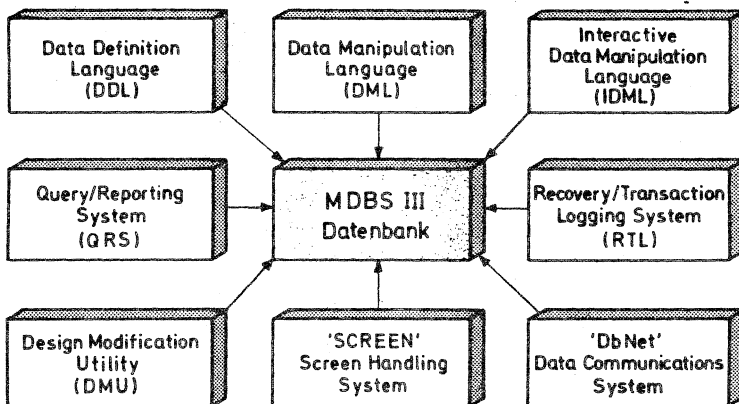 Data Definition
Language
(DDL)
Data Manipulation
Language
(DML)
Interactive
Data Manipulation
Language
(IDML)
Query/Reporting
System
(QRS)
MDBS III
Datenbank
Recovery/Transaction
Logging System
(RTL)
Design Modification
Utility
(DMU)
'SCREEN'
Screen Handling
System
'DbNet'
Data Communications
System